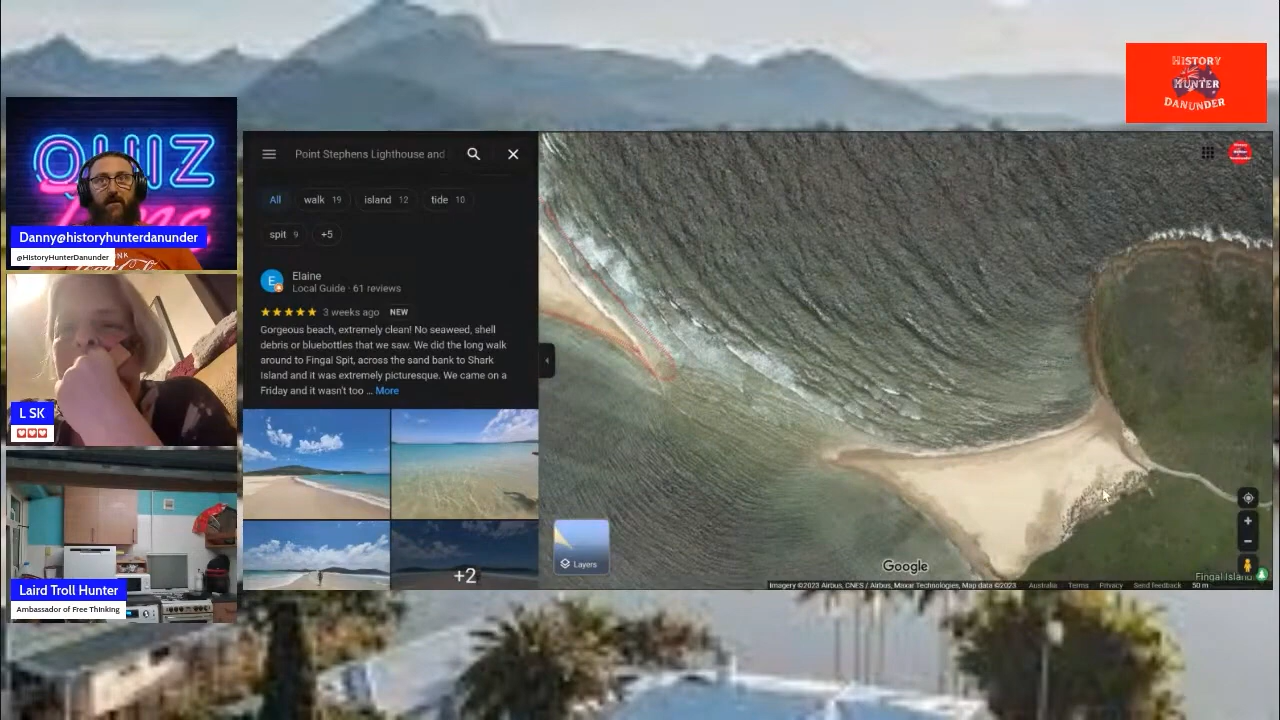 HISTORY
HUNTER
DANUNDER
QUIZ
Danny@historyhunterdanunder
@HistoryHunterDanunder
L SK
Laird Troll Hunter
Ambassador of Free Thinking
Point Stephens Lighthouse and
All
walk 19
island 12
tide 10
spit 9
+5
E
Elaine
Local Guide · 61 reviews
3 weeks ago NEW
Gorgeous beach, extremely clean! No seaweed, shell
debris or bluebottles that we saw. We did the long walk
around to Fingal Spit, across the sand bank to Shark
Island and it was extremely picturesque. We came on a
Friday and it wasn't too ... More
+2
Layers
Google
Fingal Island
Imagery ©2023 Airbus, CNES / Airbus, Maxar Technologies, Map data ©2023 Australia Terms Privacy Send feedback 50 m